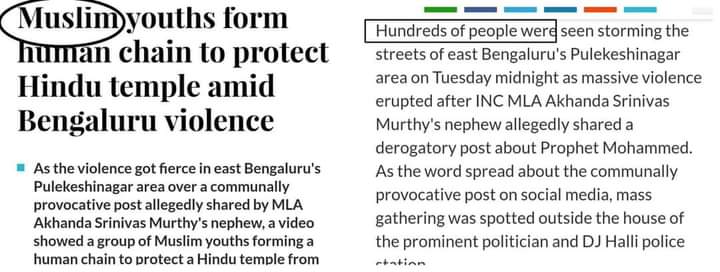 Muslim youths form
human chain to protect
Hindu temple amid
Bengaluru violence
As the violence got fierce in east Bengaluru's
Pulekeshinagar area over a communally
provocative post allegedly shared by MLA
Akhanda Srinivas Murthy's nephew, a video
showed a group of Muslim youths forming a
human chain to protect a Hindu temple from
Hundreds of people were seen storming the
streets of east Bengaluru's Pulekeshinagar
area on Tuesday midnight as massive violence
erupted after INC MLA Akhanda Srinivas
Murthy's nephew allegedly shared a
derogatory post about Prophet Mohammed.
As the word spread about the communally
provocative post on social media, mass
gathering was spotted outside the house of
the prominent politician and DJ Halli police
station